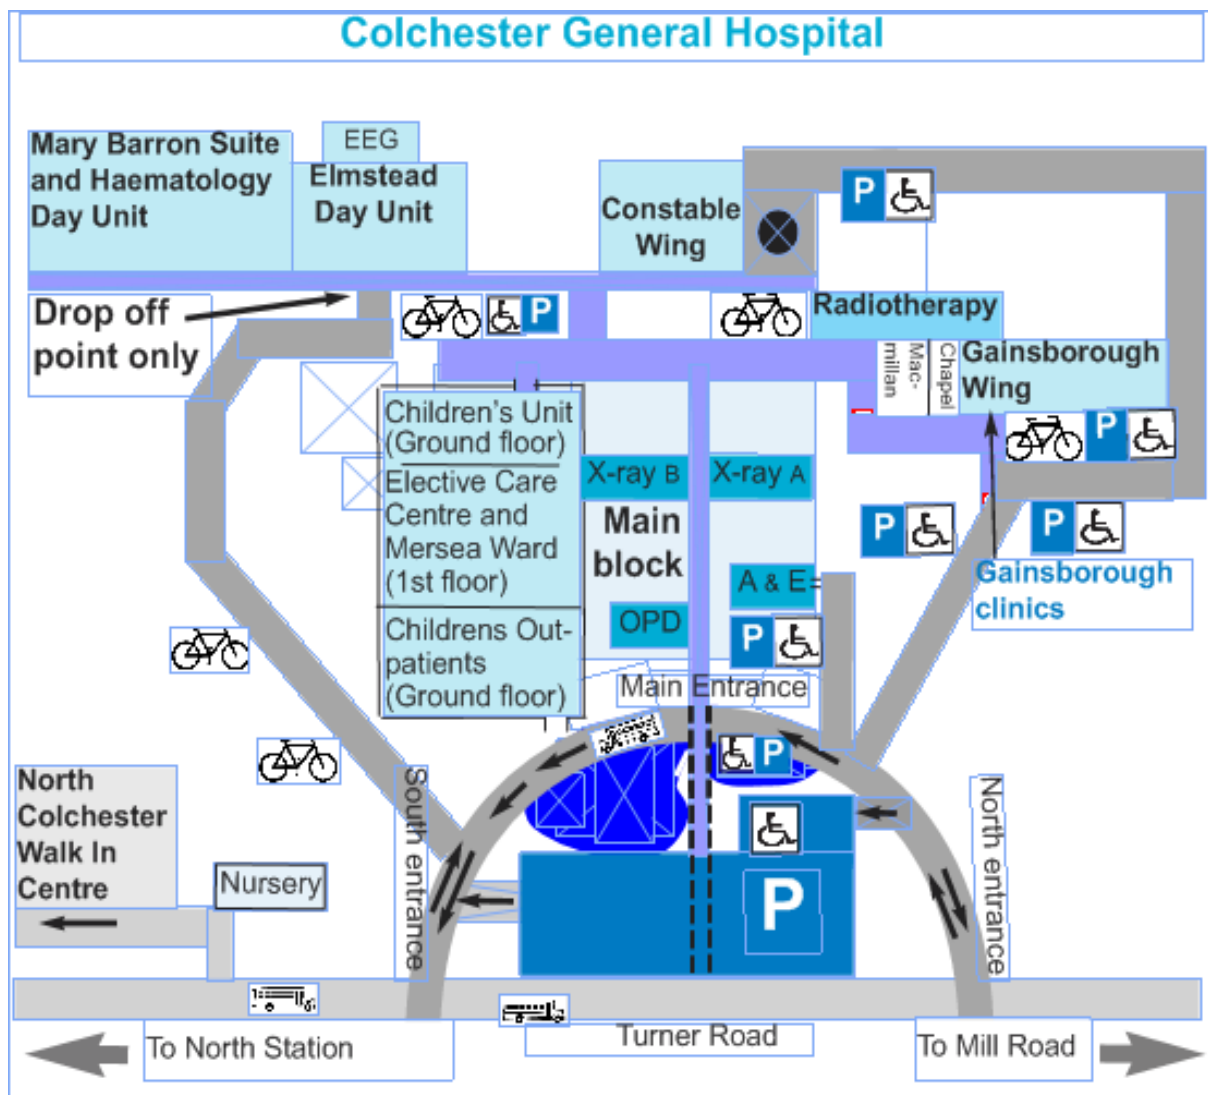 Colchester General Hospital
Mary Barron Suite
and Haematology
Day Unit
EEG
Elmstead
Day Unit
Constable
Wing
P
Drop off
point only
P
Radiotherapy
Mac-
millan
Chapel
Gainsborough
Wing
P
Children's Unit
(Ground floor)
Elective Care
Centre and
Mersea Ward
(1st floor)
Childrens Out-
patients
(Ground floor)
X-ray B
X-ray A
Main
block
A & E
OPD
P
P
P
Gainsborough
clinics
Main Entrance
P
North
Colchester
Walk In
Centre
Nursery
South entrance
P
North entrance
To North Station
Turner Road
To Mill Road